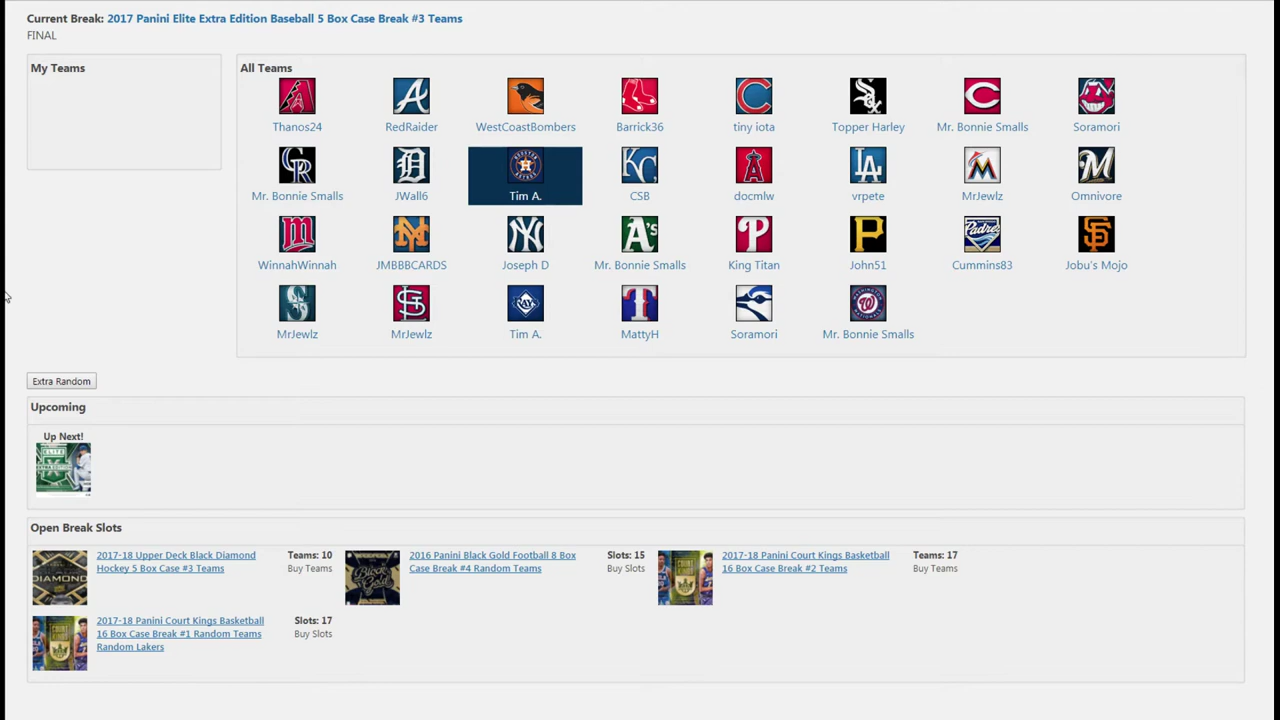 Current Break: 2017 Panini Elite Extra Edition Baseball 5 Box Case Break #3 Teams
FINAL
My Teams
All Teams
Thanos24 RedRaider WestCoastBombers Barrick36 tiny iota Topper Harley Mr. Bonnie Smalls Soramori
Mr. Bonnie Smalls JWall6 Tim A. CSB docmlw vrpete MrJewlz Omnivore
WinnahWinnah JMBBBCARDS Joseph D Mr. Bonnie Smalls King Titan John51 Cummins83 Jobu's Mojo
MrJewlz MrJewlz Tim A. MattyH Soramori Mr. Bonnie Smalls
Extra Random
Upcoming
Up Next!
Open Break Slots
2017-18 Upper Deck Black Diamond
Hockey 5 Box Case #3 Teams
Teams: 10
Buy Teams
2016 Panini Black Gold Football 8 Box
Case Break #4 Random Teams
Slots: 15
Buy Slots
2017-18 Panini Court Kings Basketball
16 Box Case Break #2 Teams
Teams: 17
Buy Teams
2017-18 Panini Court Kings Basketball
16 Box Case Break #1 Random Teams
Random Lakers
Slots: 17
Buy Slots